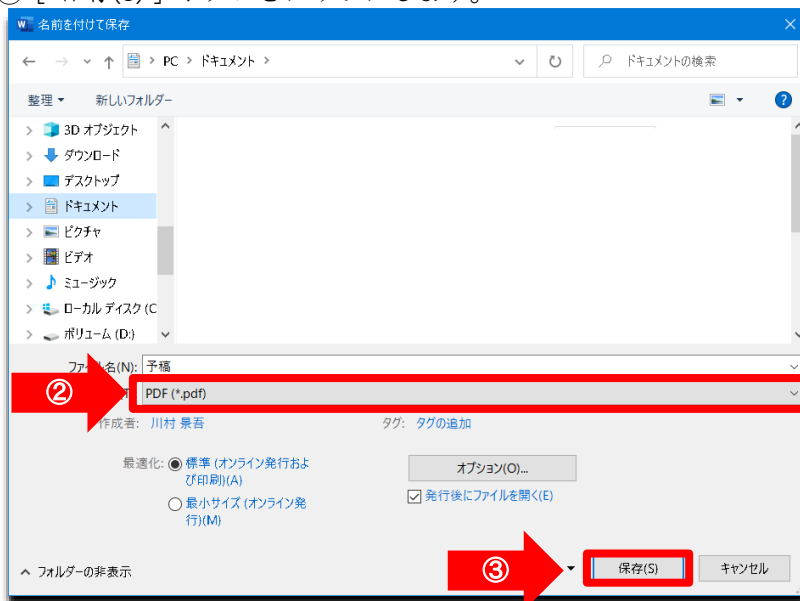 名前を付けて保存
PC > ドキュメント >
ドキュメントの検索
整理 新しいフォルダー
3D オブジェクト
ダウンロード
デスクトップ
ドキュメント
ピクチャ
ビデオ
ミュージック
ローカル ディスク (C
ボリューム (D:)
ファイル名(N): 予稿
② PDF (*.pdf)
作成者: 川村 景吾 タグ: タグの追加
最適化: 標準 (オンライン発行およ
び印刷)(A)
最小サイズ (オンライン発
行)(M)
オプション(O)...
発行後にファイルを開く(E)
フォルダーの非表示
③ 保存(S) キャンセル